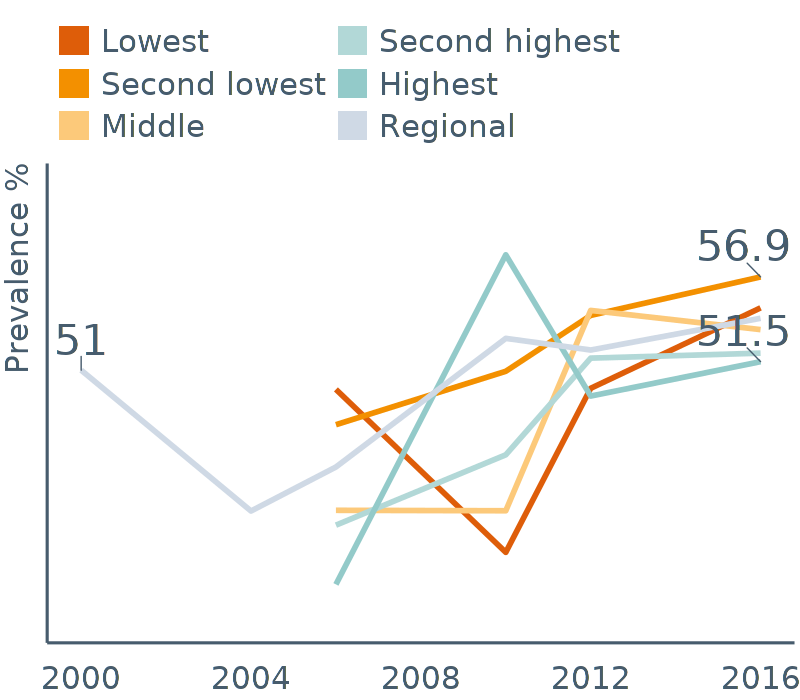 Lowest
Second lowest
Middle
Second highest
Highest
Regional
Prevalence %
51
56.9
51.5
2000 2004 2008 2012 2016